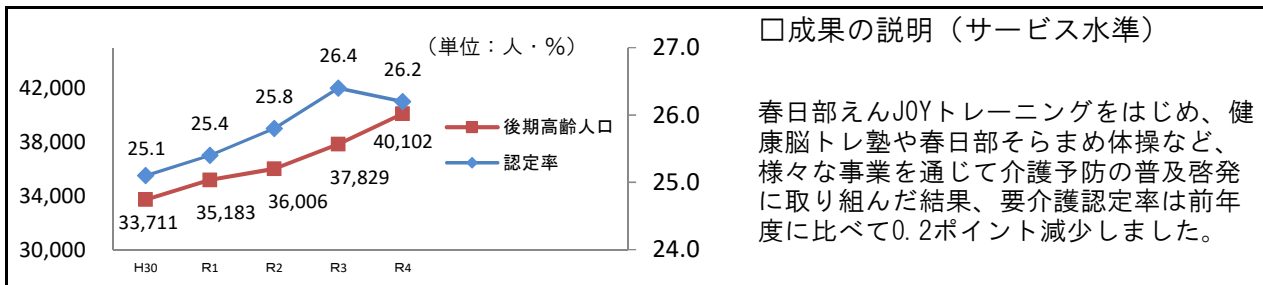 (単位：人・%)
27.0
26.0
25.0
24.0
42,000
38,000
34,000
30,000
25.1
25.4
25.8
26.4
26.2
後期高齢人口
認定率
33,711
35,183
36,006
37,829
40,102
H30
R1
R2
R3
R4
□成果の説明（サービス水準）
春日部えんJOYトレーニングをはじめ、健
康脳トレ塾や春日部そらまめ体操など、
様々な事業を通じて介護予防の普及啓発
に取り組んだ結果、要介護認定率は前年
度に比べて0.2ポイント減少しました。